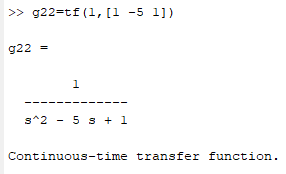 >> g22=tf(1,[1 -5 1])
g22 =
1
-------------
s^2 - 5 s + 1
Continuous-time transfer function.